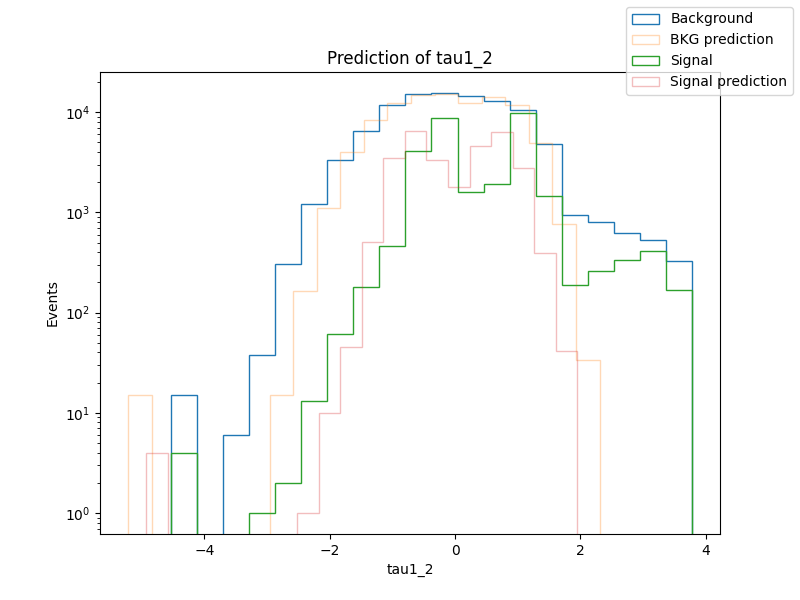 Background
BKG prediction
Signal
Signal prediction
Prediction of tau1_2
Events
10⁴
10³
10²
10¹
10⁰
−4
−2
0
2
4
tau1_2